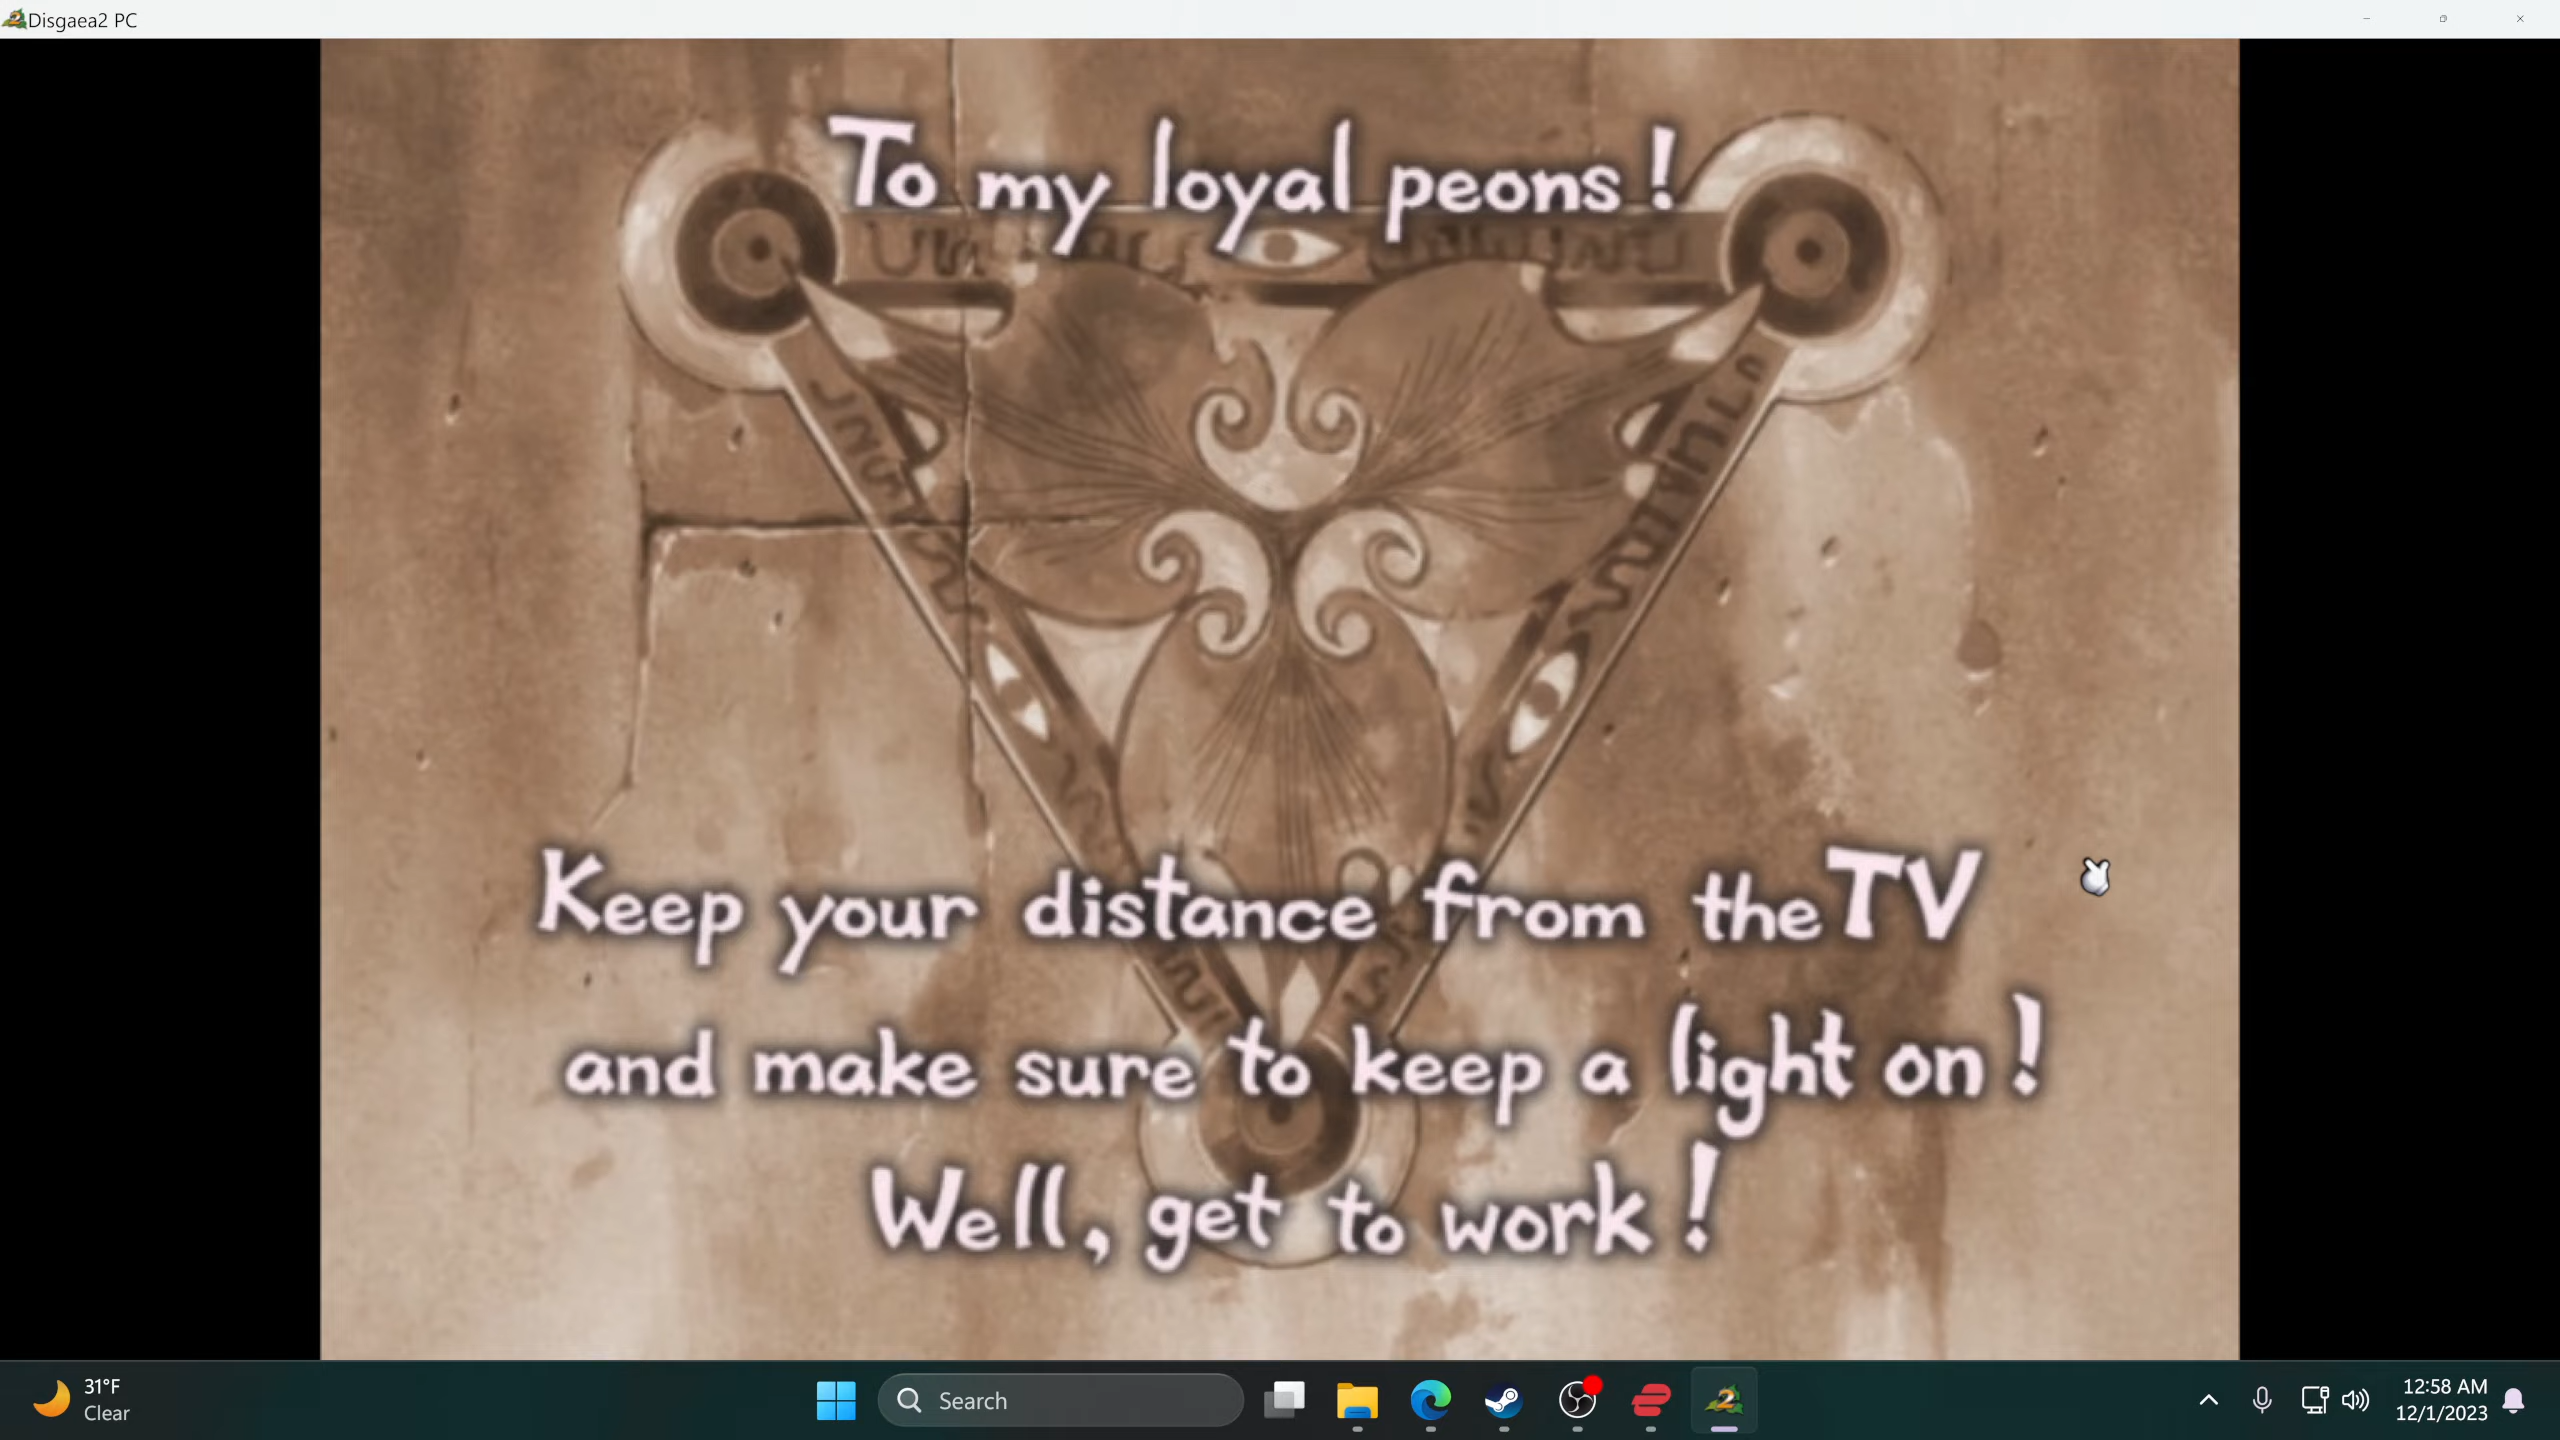 Disgaea2 PC
To my loyal peons!
Keep your distance from the TV
and make sure to keep a light on!
Well, get to work!
31°F
Clear
Search
12:58 AM
12/1/2023